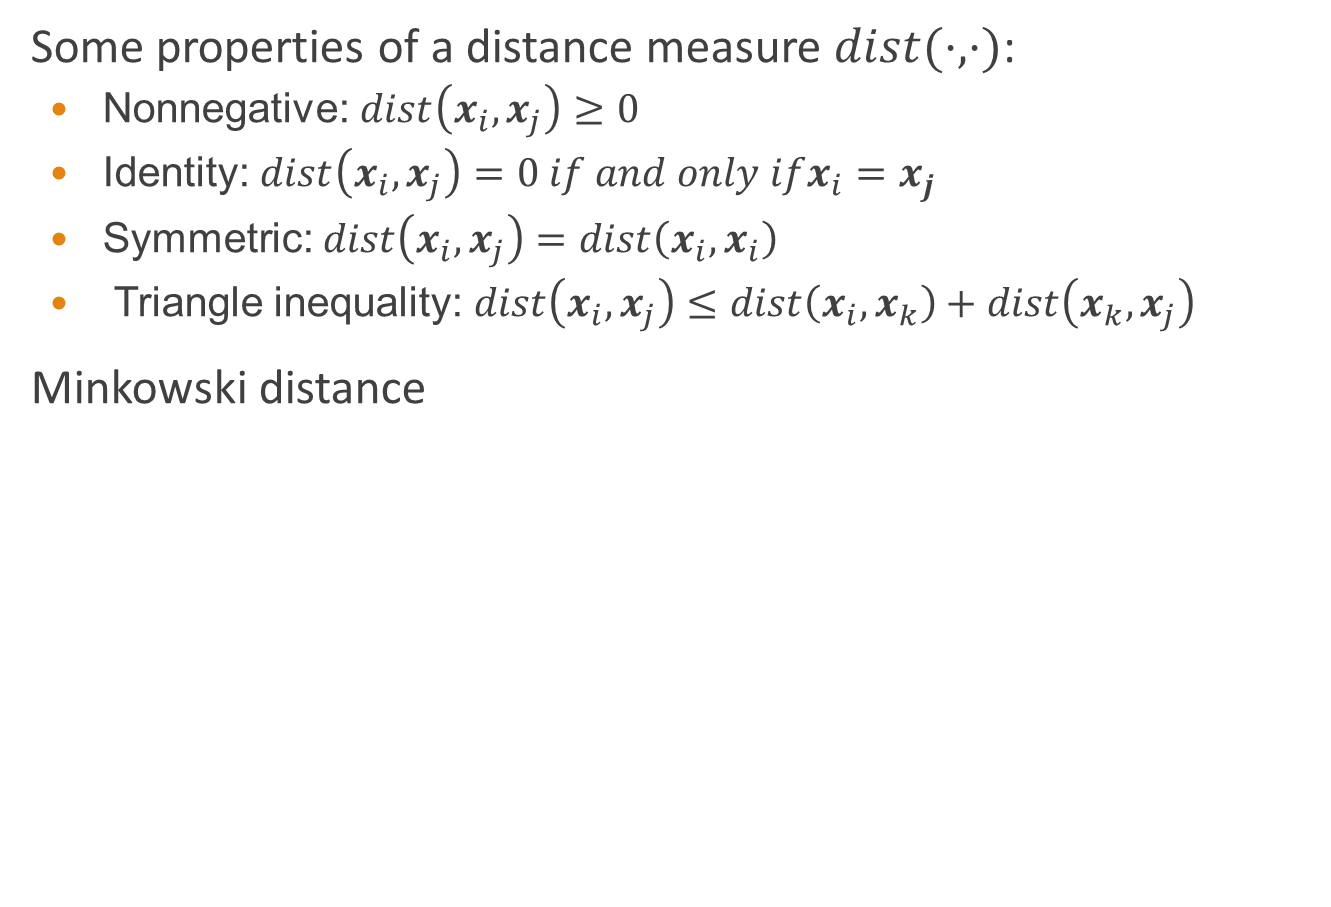 Some properties of a distance measure 𝑑𝑖𝑠𝑡(·,·):
• Nonnegative: 𝑑𝑖𝑠𝑡(𝒙ᵢ, 𝒙ⱼ) ≥ 0
• Identity: 𝑑𝑖𝑠𝑡(𝒙ᵢ, 𝒙ⱼ) = 0 𝑖𝑓 𝑎𝑛𝑑 𝑜𝑛𝑙𝑦 𝑖𝑓 𝒙ᵢ = 𝒙ⱼ
• Symmetric: 𝑑𝑖𝑠𝑡(𝒙ᵢ, 𝒙ⱼ) = 𝑑𝑖𝑠𝑡(𝒙ᵢ, 𝒙ᵢ)
• Triangle inequality: 𝑑𝑖𝑠𝑡(𝒙ᵢ, 𝒙ⱼ) ≤ 𝑑𝑖𝑠𝑡(𝒙ᵢ, 𝒙ₖ) + 𝑑𝑖𝑠𝑡(𝒙ₖ, 𝒙ⱼ)
Minkowski distance